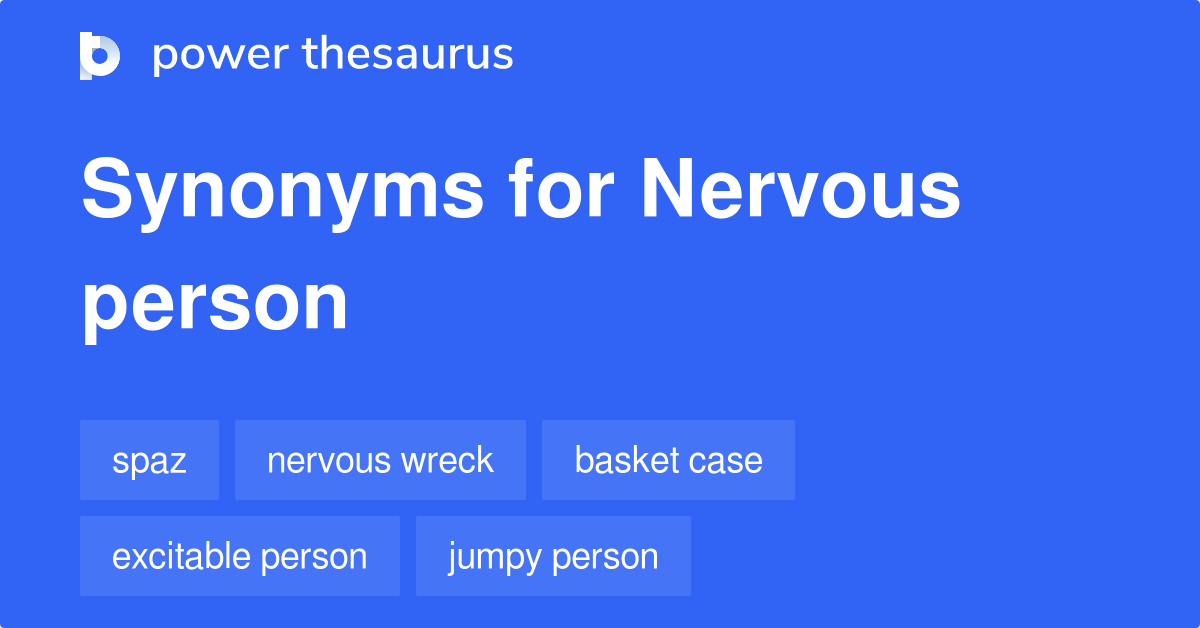 power thesaurus
Synonyms for Nervous
person
spaz nervous wreck basket case
excitable person jumpy person